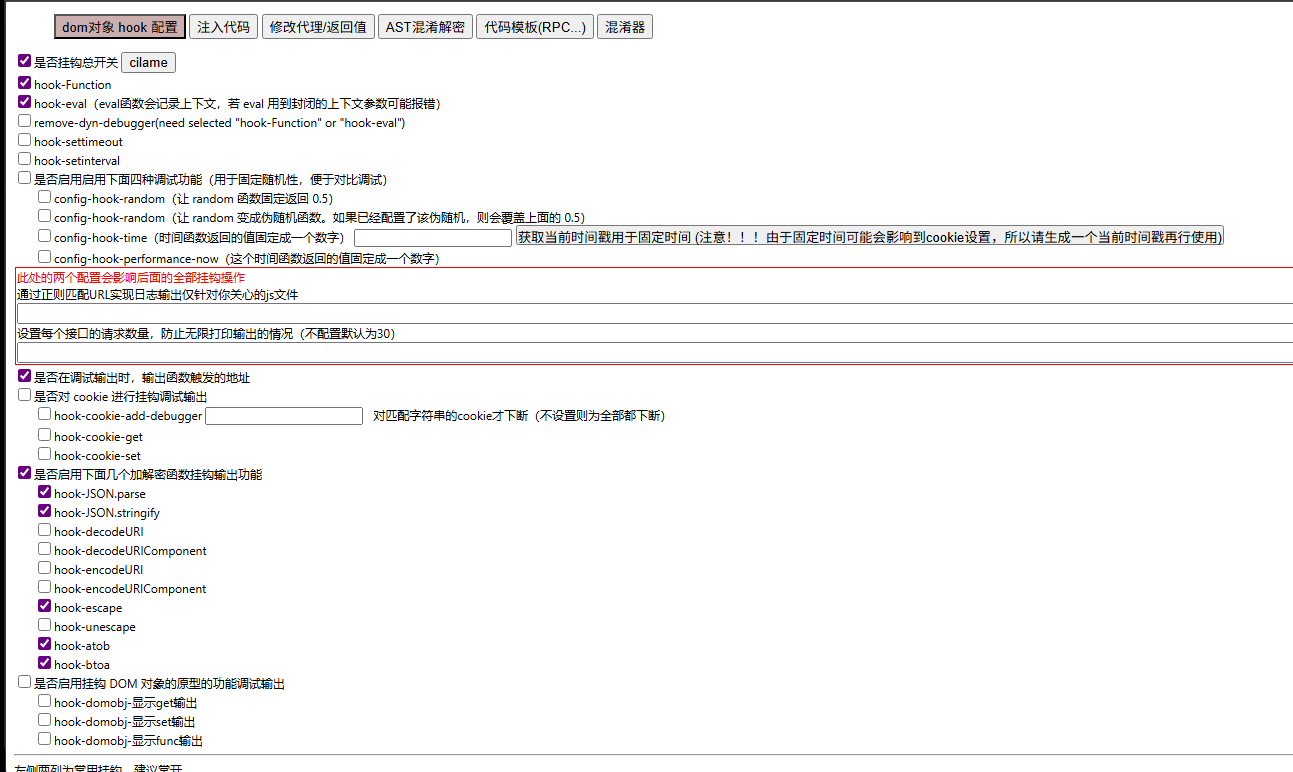 dom对象 hook 配置 注入代码 修改代理/返回值 AST混淆解密 代码模板(RPC...) 混淆器
是否挂钩总开关 cilame
hook-Function
hook-eval（eval函数会记录上下文，若 eval 用到封闭的上下文参数可能报错）
remove-dyn-debugger(need selected "hook-Function" or "hook-eval")
hook-settimeout
hook-setinterval
是否启用启用下面四种调试功能（用于固定随机性，便于对比调试）
config-hook-random（让 random 函数固定返回 0.5）
config-hook-random（让 random 变成伪随机函数。如果已经配置了该伪随机，则会覆盖上面的 0.5）
config-hook-time（时间函数返回的值固定成一个数字） 获取当前时间戳用于固定时间 (注意！！！由于固定时间可能会影响到cookie设置，所以请生成一个当前时间戳再行使用)
config-hook-performance-now（这个时间函数返回的值固定成一个数字）
此处的两个配置会影响后面的全部挂钩操作
通过正则匹配URL实现日志输出仅针对你关心的js文件
设置每个接口的请求数量，防止无限打印输出的情况（不配置默认为30）
是否在调试输出时，输出函数触发的地址
是否对 cookie 进行挂钩调试输出
hook-cookie-add-debugger 对匹配字符串的cookie才下断（不设置则为全部都下断）
hook-cookie-get
hook-cookie-set
是否启用下面几个加解密函数挂钩输出功能
hook-JSON.parse
hook-JSON.stringify
hook-decodeURI
hook-decodeURIComponent
hook-encodeURI
hook-encodeURIComponent
hook-escape
hook-unescape
hook-atob
hook-btoa
是否启用挂钩 DOM 对象的原型的功能调试输出
hook-domobj-显示get输出
hook-domobj-显示set输出
hook-domobj-显示func输出
左侧两列为常用挂钩，建议常开